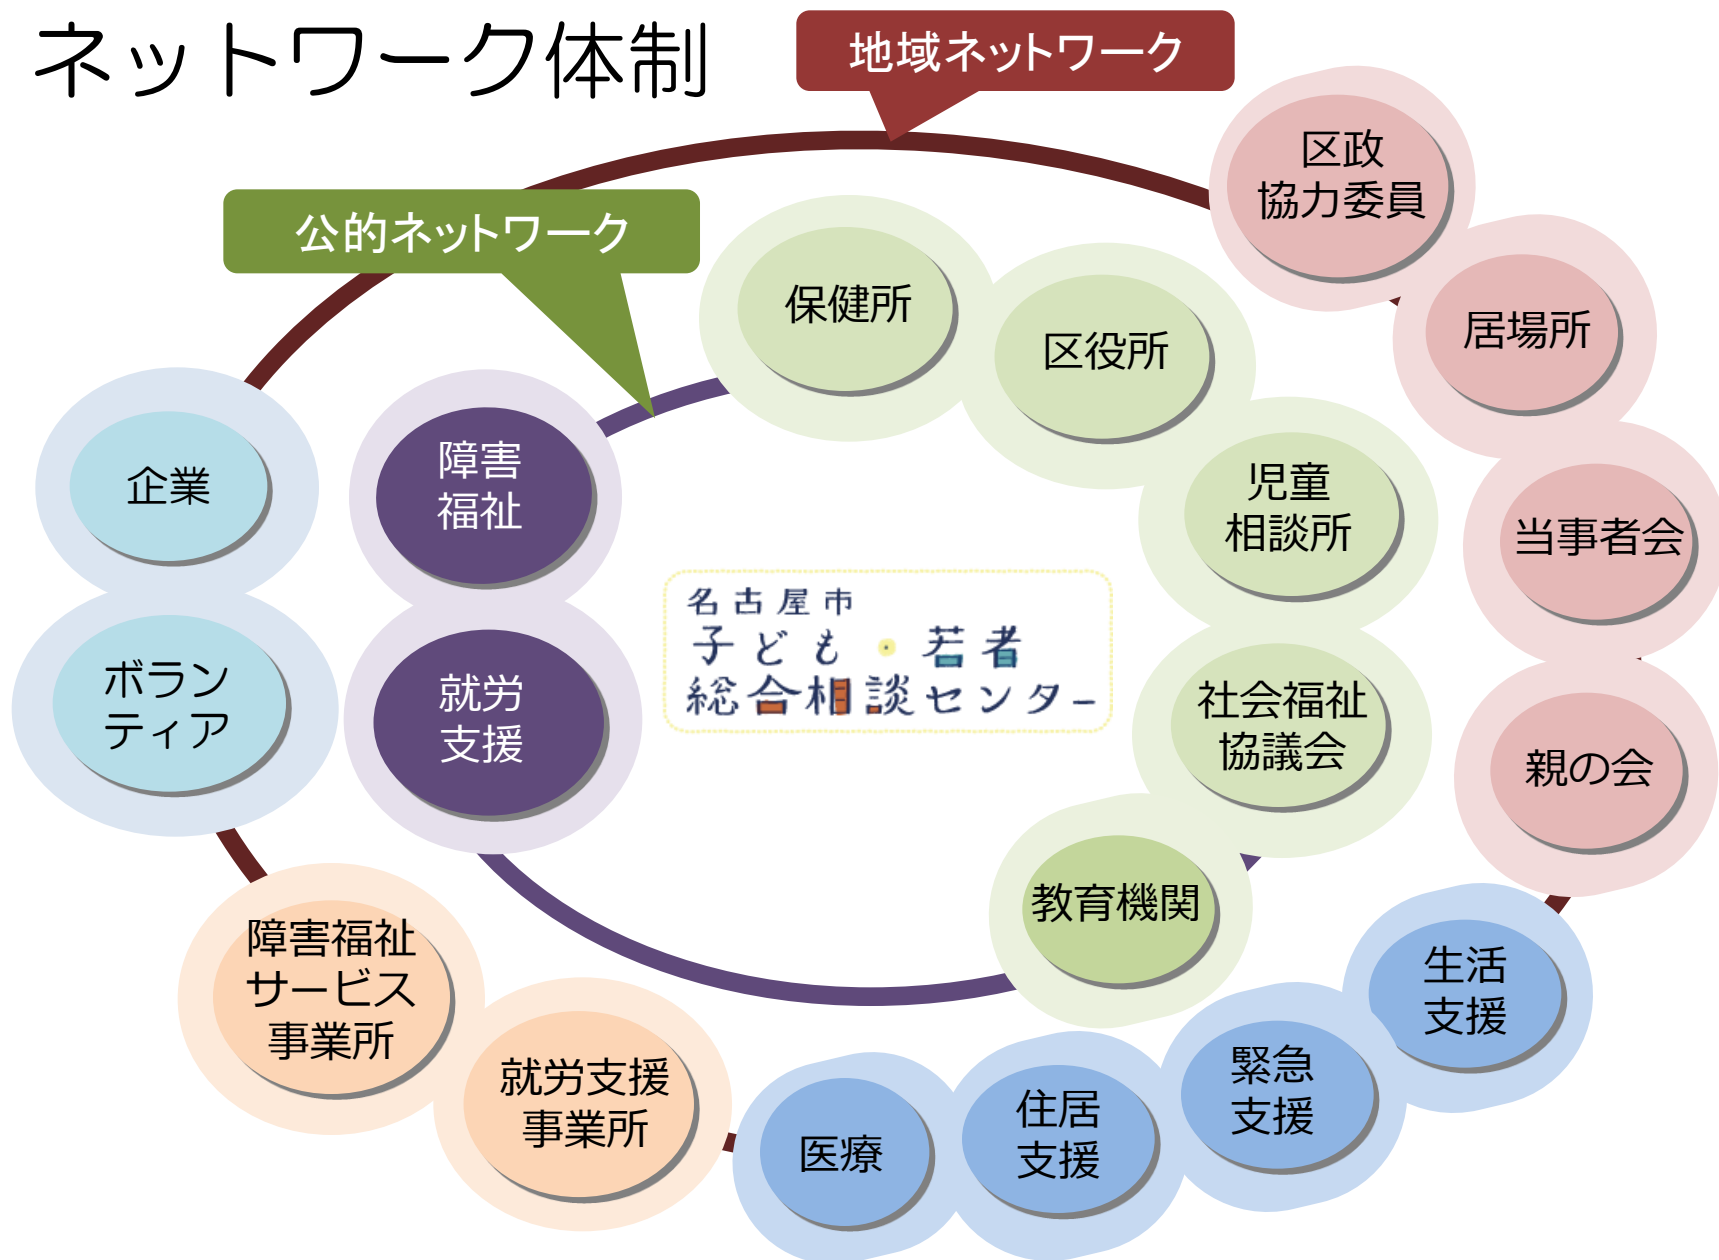 ネットワーク体制
地域ネットワーク
公的ネットワーク
区政
協力委員
居場所
当事者会
親の会
保健所
区役所
児童
相談所
社会福祉
協議会
教育機関
企業
ボラン
ティア
障害
福祉
就労
支援
名古屋市
子ども・若者
総合相談センター
障害福祉
サービス
事業所
就労支援
事業所
医療
住居
支援
緊急
支援
生活
支援